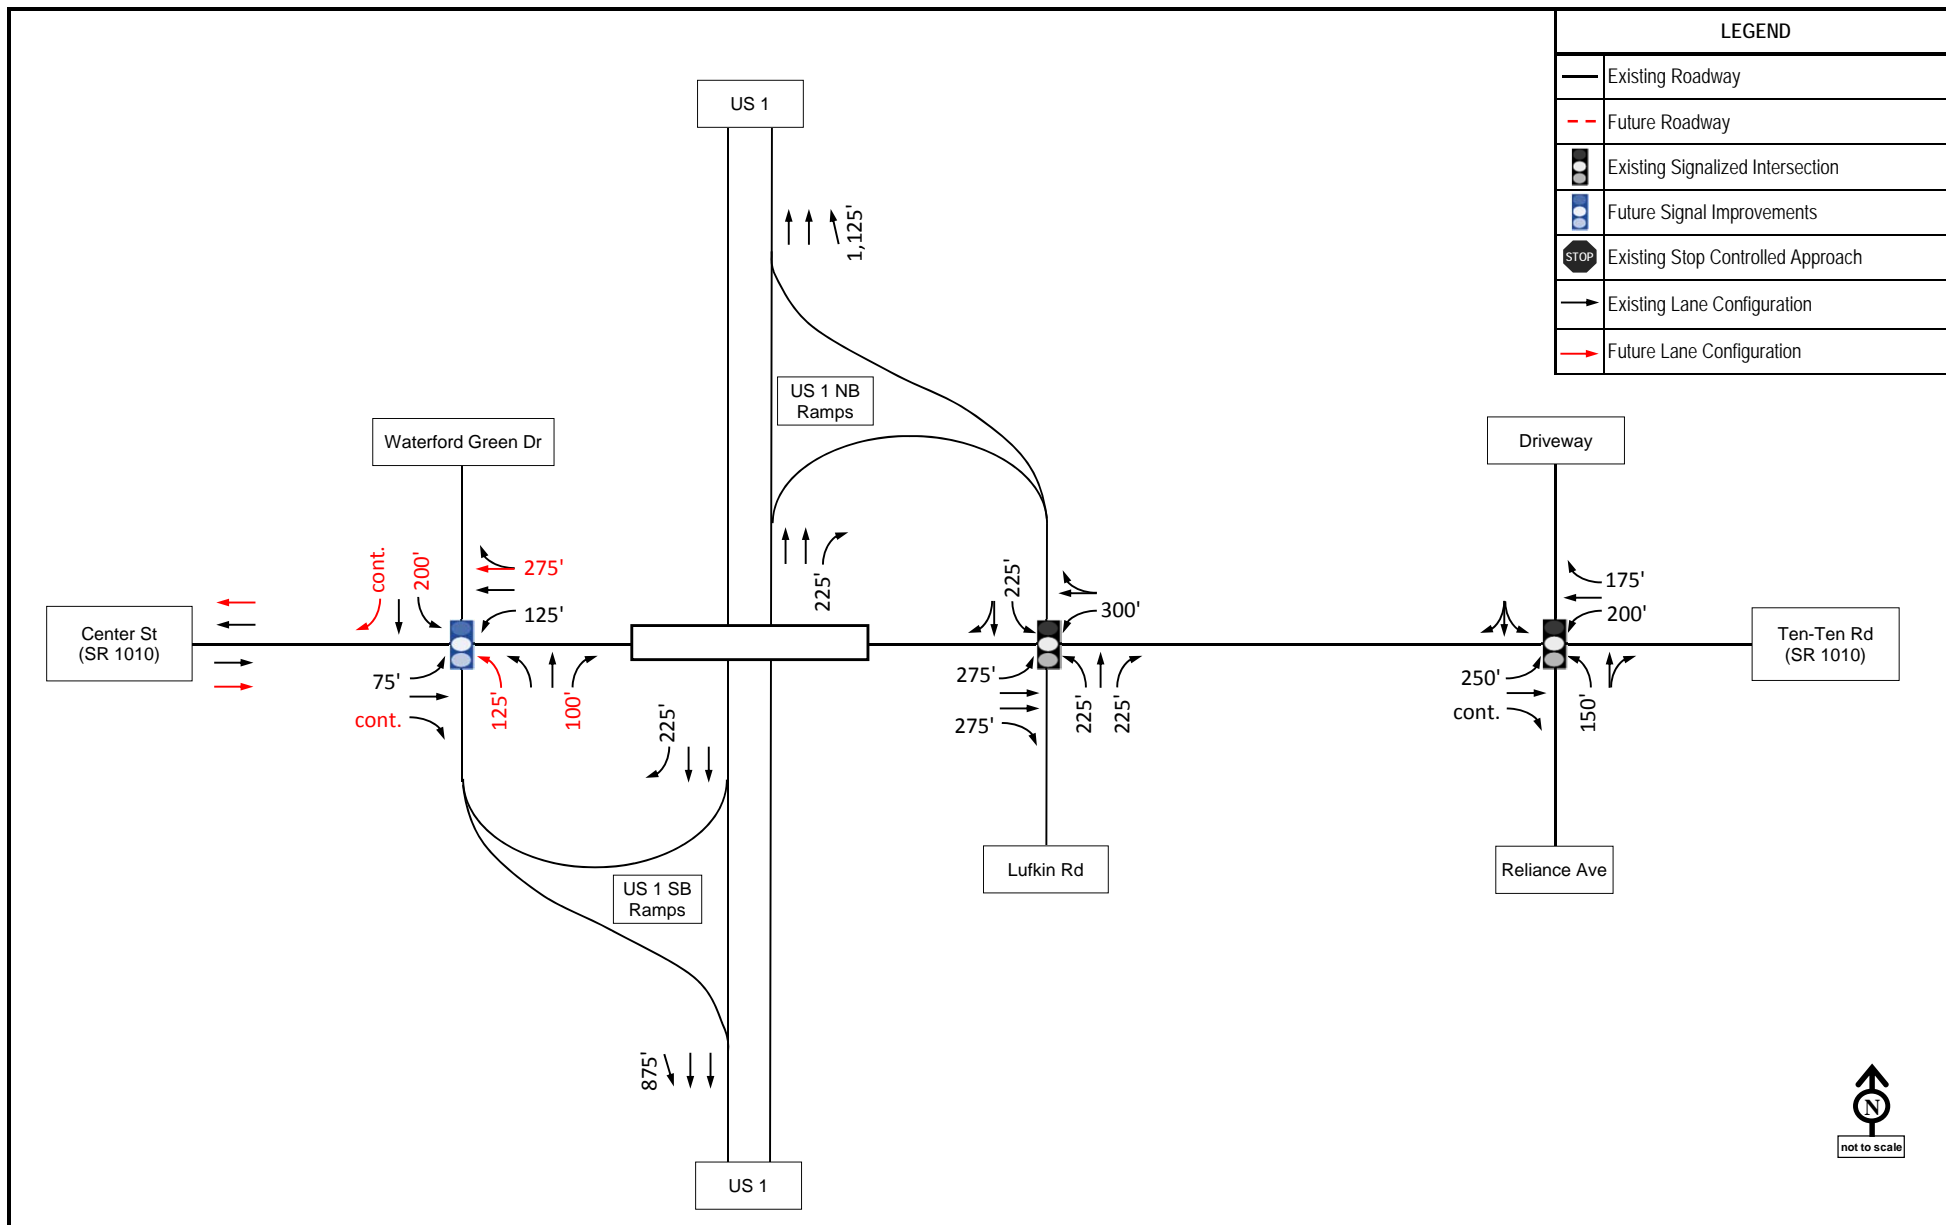 LEGEND
Existing Roadway
Future Roadway
Existing Signalized Intersection
Future Signal Improvements
STOP
Existing Stop Controlled Approach
Existing Lane Configuration
Future Lane Configuration
US 1
1,125'
US 1 NB
Ramps
Waterford Green Dr
Driveway
cont.
200'
275'
125'
225'
225'
300'
175'
200'
Center St
(SR 1010)
Ten-Ten Rd
(SR 1010)
75'
cont.
125'
100'
225'
275'
275'
225'
225'
250'
cont.
150'
US 1 SB
Ramps
Lufkin Rd
Reliance Ave
875'
US 1
N
not to scale